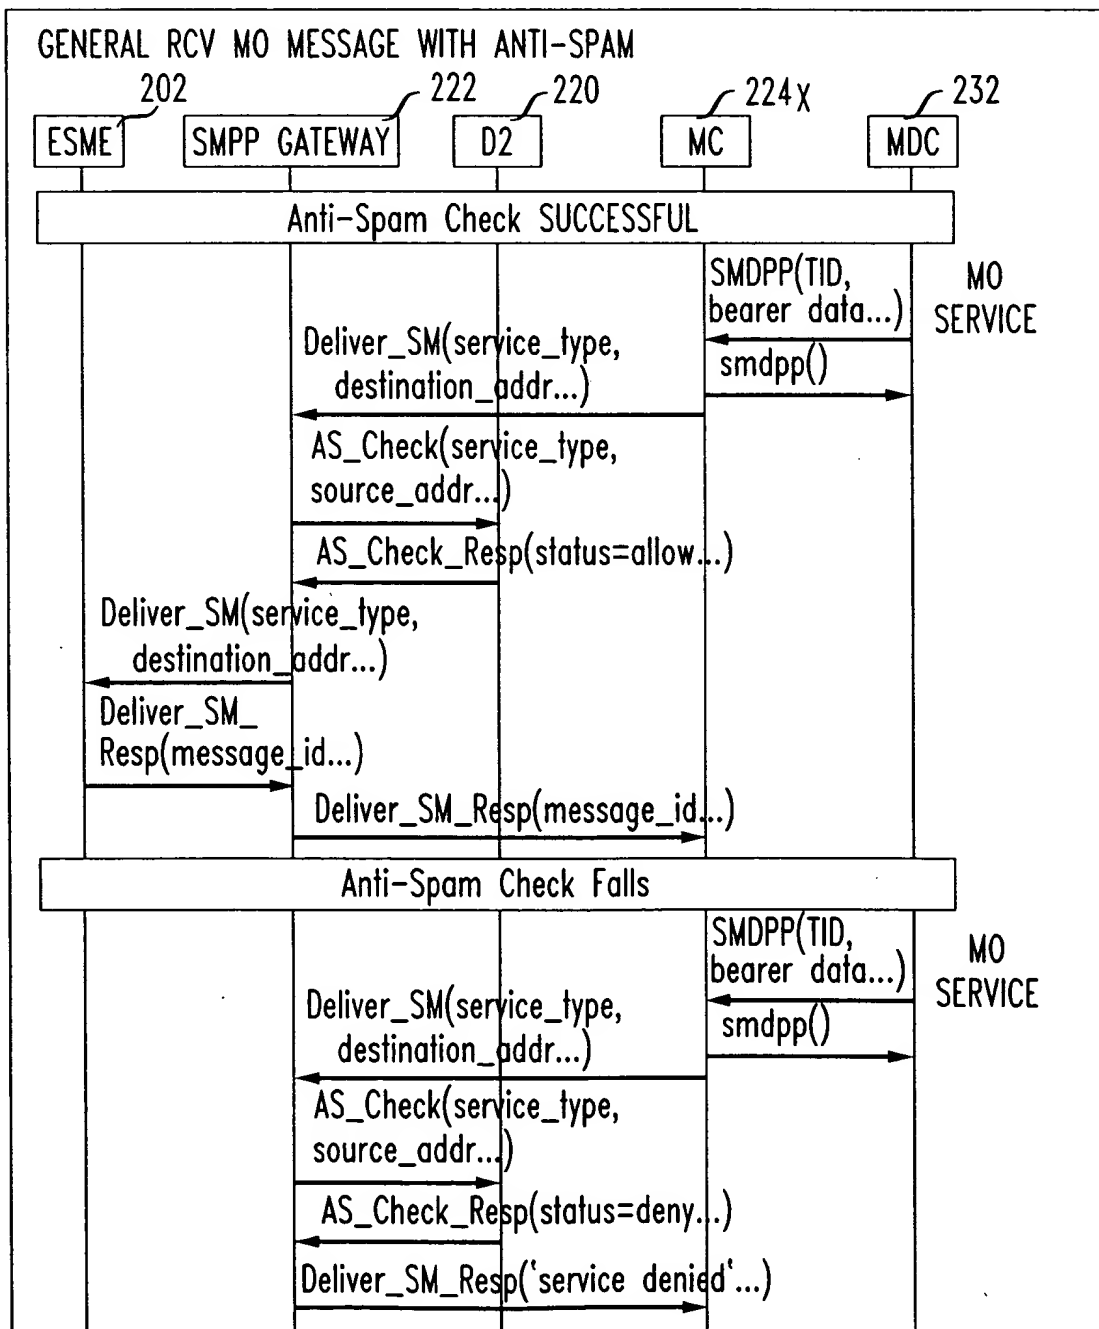 GENERAL RCV MO MESSAGE WITH ANTI-SPAM
202
222
220
224x
232
ESME
SMPP GATEWAY
D2
MC
MDC
Anti-Spam Check SUCCESSFUL
SMDPP(TID,
bearer data...)
MO
SERVICE
smdpp()
Deliver_SM(service_type,
destination_addr...)
AS_Check(service_type,
source_addr...)
AS_Check_Resp(status=allow...)
Deliver_SM(service_type,
destination_addr...)
Deliver_SM_
Resp(message_id...)
Deliver_SM_Resp(message_id...)
Anti-Spam Check Falls
SMDPP(TID,
bearer data...)
MO
SERVICE
smdpp()
Deliver_SM(service_type,
destination_addr...)
AS_Check(service_type,
source_addr...)
AS_Check_Resp(status=deny...)
Deliver_SM_Resp('service denied'...)